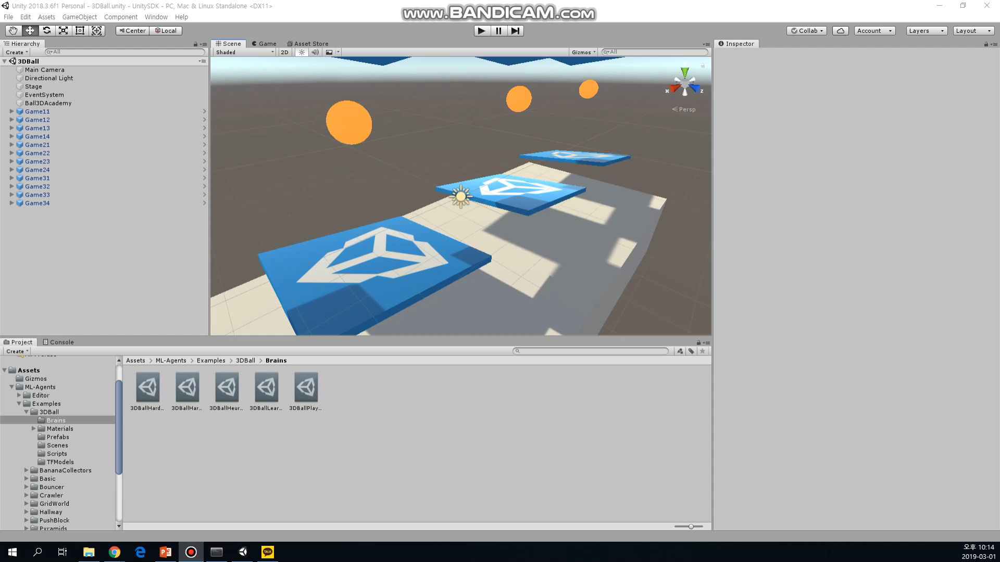 Unity 2018.3.6f1 Personal - 3DBall.unity - UnitySDK - PC, Mac & Linux Standalone <DX11>
www.BANDICAM.com
File Edit Assets GameObject Component Window Help
Center Local
Collab Account Layers Layout
Hierarchy
Create All
3DBall
Main Camera
Directional Light
Stage
EventSystem
Ball3DAcademy
Game11
Game12
Game13
Game14
Game21
Game22
Game23
Game24
Game31
Game32
Game33
Game34
Scene Game Asset Store
Shaded 2D Gizmos All
y
x z
Persp
Inspector
Project Console
Create
Assets
Gizmos
ML-Agents
Editor
Examples
3DBall
Brains
Materials
Prefabs
Scenes
Scripts
TFModels
BananaCollectors
Basic
Bouncer
Crawler
GridWorld
Hallway
PushBlock
Pyramids
Assets > ML-Agents > Examples > 3DBall > Brains
3DBallHard... 3DBallHar... 3DBallHeur... 3DBallLear... 3DBallPlay...
TALK
오후 10:14
2019-03-01